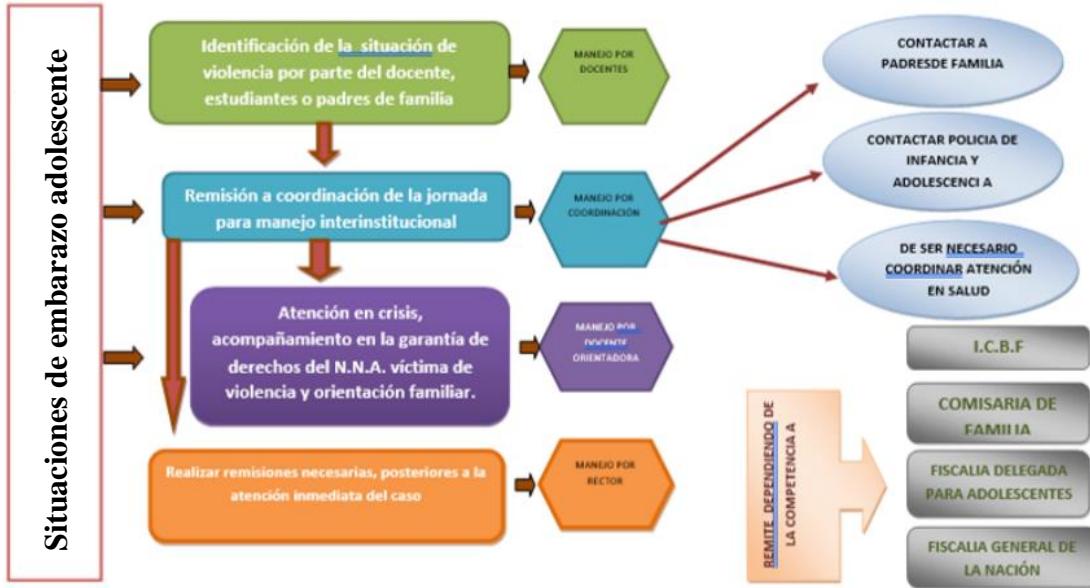 Situaciones de embarazo adolescente
Identificación de la situación de
violencia por parte del docente,
estudiantes o padres de familia
MANEJO POR
DOCENTES
Remisión a coordinación de la jornada
para manejo interinstitucional
MANEJO POR
COORDINACIÓN
CONTACTAR A
PADRESDE FAMILIA
CONTACTAR POLICIA DE
INFANCIA Y
ADOLESCENCI A
DE SER NECESARIO
COORDINAR ATENCIÓN
EN SALUD
Atención en crisis,
acompañamiento en la garantía de
derechos del N.N.A. víctima de
violencia y orientación familiar.
MANEJO POR
DOCENTE
ORIENTADORA
Realizar remisiones necesarias, posteriores a la
atención inmediata del caso
MANEJO POR
RECTOR
REMITE DEPENDIENDO DE
LA COMPETENCIA A
I.C.B.F
COMISARIA DE
FAMILIA
FISCALIA DELEGADA
PARA ADOLESCENTES
FISCALIA GENERAL DE
LA NACIÓN